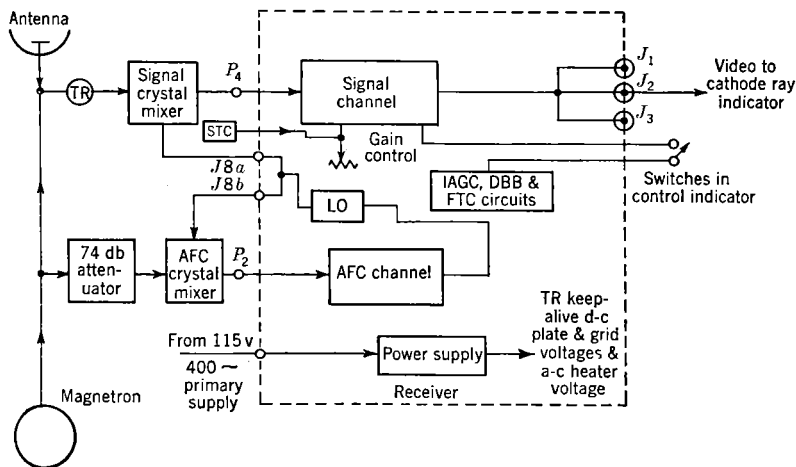 Antenna
TR
Signal
crystal
mixer
P4
Signal
channel
J1
J2
J3
Video to
cathode ray
indicator
STC
Gain
control
J8a
J8b
LO
IAGC, DBB &
FTC circuits
Switches in
control indicator
74 db
atten-
uator
AFC
crystal
mixer
P2
AFC channel
From 115 v
400 ~
primary
supply
Power supply
TR keep-
alive d-c
plate & grid
voltages &
a-c heater
voltage
Receiver
Magnetron